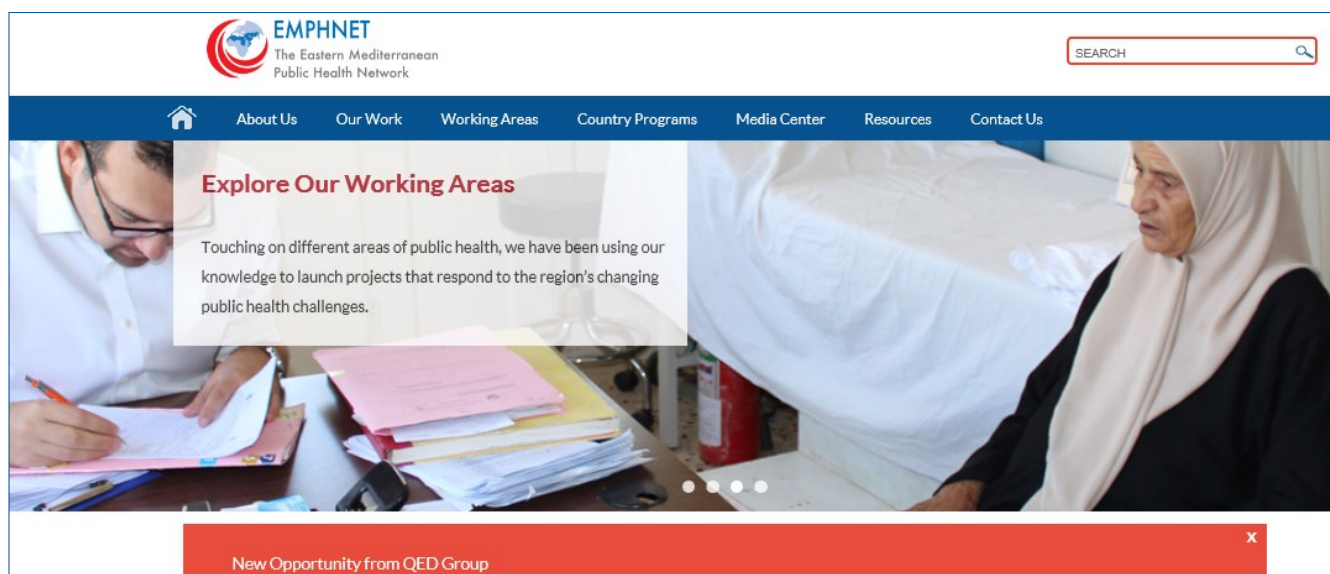 EMPHNET
The Eastern Mediterranean
Public Health Network
SEARCH
About Us Our Work Working Areas Country Programs Media Center Resources Contact Us
Explore Our Working Areas
Touching on different areas of public health, we have been using our
knowledge to launch projects that respond to the region's changing
public health challenges.
x
New Opportunity from QED Group